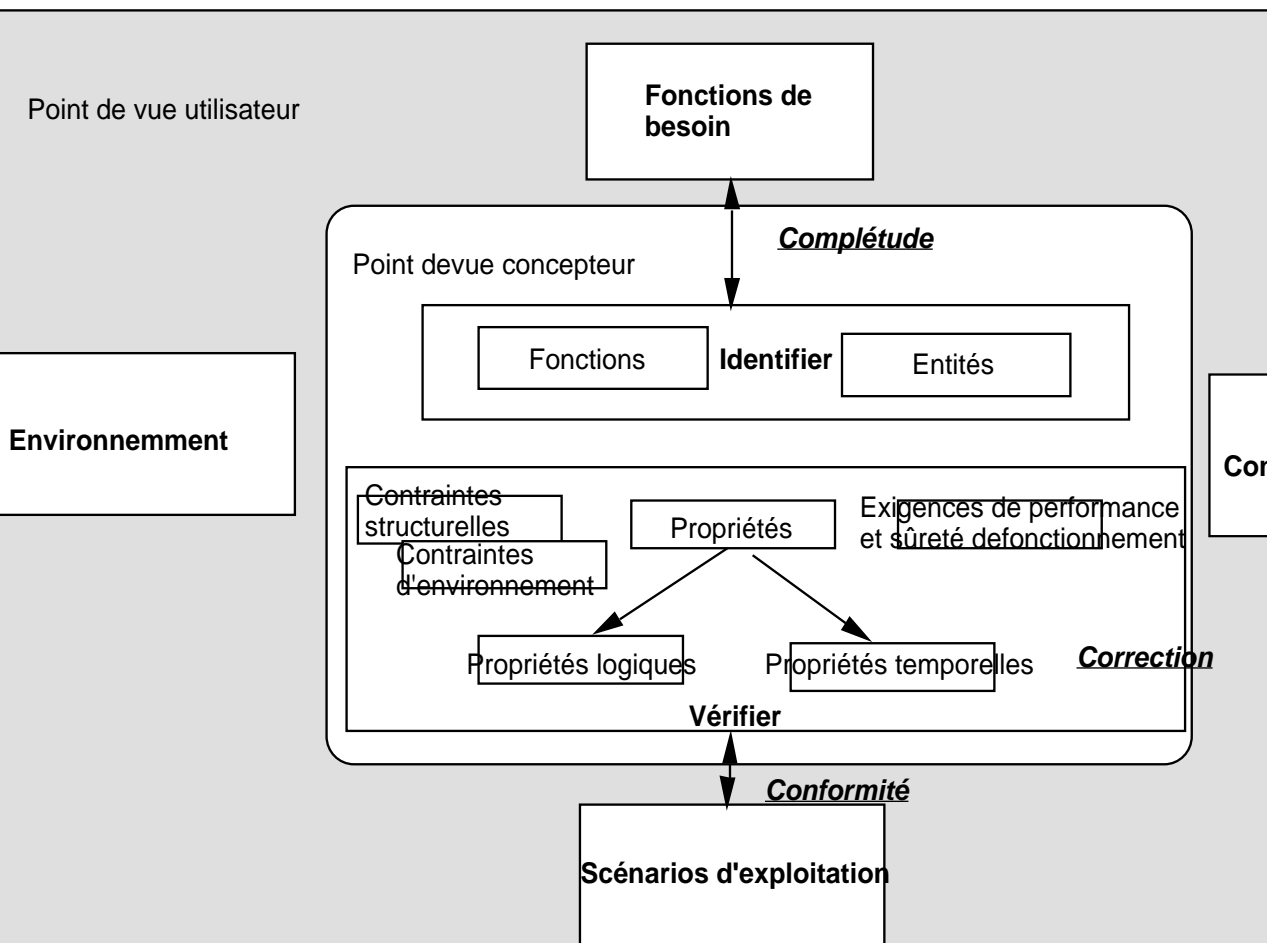 Point de vue utilisateur
Fonctions de
besoin
Complétude
Point devue concepteur
Fonctions
Identifier
Entités
Environnemment
Contraintes
structurelles
Contraintes
d'environnement
Propriétés
Exigences de performance
et sûreté defonctionnement
Propriétés logiques
Propriétés temporelles
Correction
Vérifier
Conformité
Scénarios d'exploitation